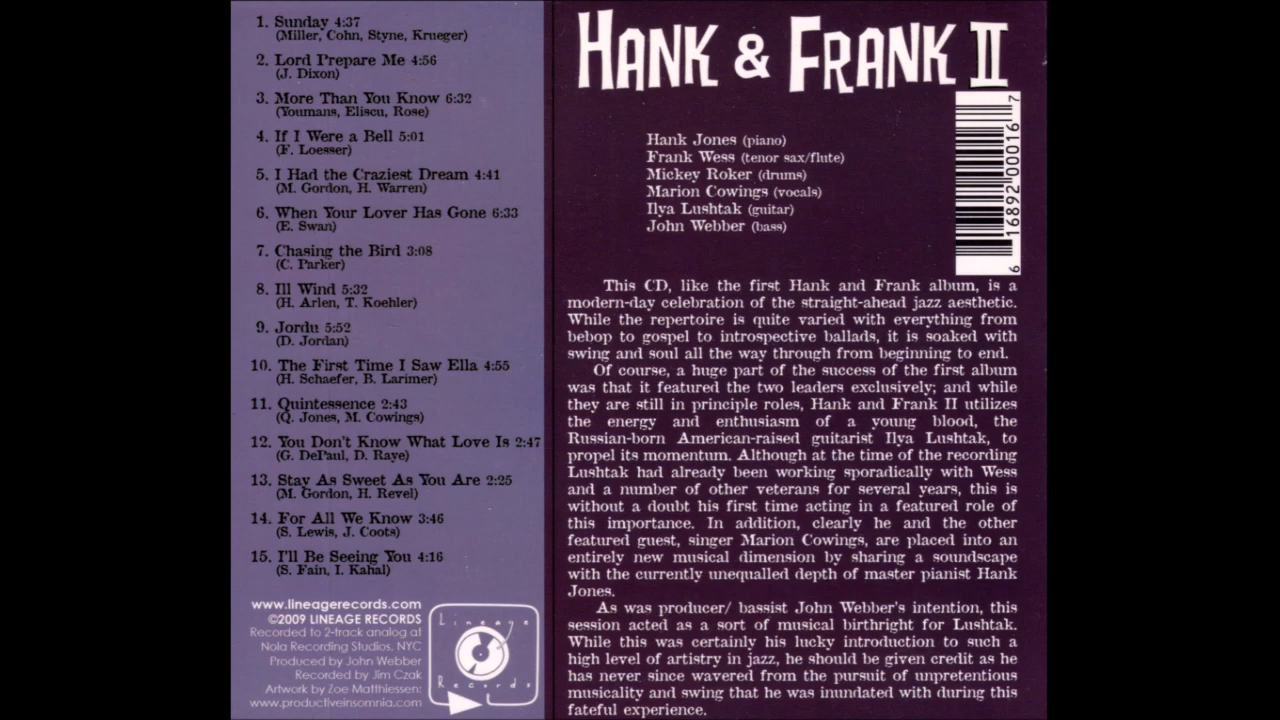 1. Sunday 4:37
(Miller, Cohn, Styne, Krueger)
2. Lord Prepare Me 4:56
(J. Dixon)
3. More Than You Know 6:32
(Youmans, Eliscu, Rose)
4. If I Were a Bell 5:01
(F. Loesser)
5. I Had the Craziest Dream 4:41
(M. Gordon, H. Warren)
6. When Your Lover Has Gone 6:33
(E. Swan)
7. Chasing the Bird 3:08
(C. Parker)
8. Ill Wind 5:32
(H. Arlen, T. Koehler)
9. Jordu 5:52
(D. Jordan)
10. The First Time I Saw Ella 4:55
(H. Schaefer, B. Larimer)
11. Quintessence 2:43
(Q. Jones, M. Cowings)
12. You Don't Know What Love Is 2:47
(G. DePaul, D. Raye)
13. Stay As Sweet As You Are 2:25
(M. Gordon, H. Revel)
14. For All We Know 3:46
(S. Lewis, J. Coots)
15. I'll Be Seeing You 4:16
(S. Fain, I. Kahal)
www.lineagerecords.com
©2009 LINEAGE RECORDS
Recorded to 2-track analog at
Nola Recording Studios, NYC
Produced by John Webber
Recorded by Jim Czak
Artwork by Zoe Matthiessen:
www.productiveinsomnia.com
Lineage
Records
HANK & FRANK II
6 16892 00016 7
Hank Jones (piano)
Frank Wess (tenor sax/flute)
Mickey Roker (drums)
Marion Cowings (vocals)
Ilya Lushtak (guitar)
John Webber (bass)
This CD, like the first Hank and Frank album, is a
modern-day celebration of the straight-ahead jazz aesthetic.
While the repertoire is quite varied with everything from
bebop to gospel to introspective ballads, it is soaked with
swing and soul all the way through from beginning to end.
Of course, a huge part of the success of the first album
was that it featured the two leaders exclusively; and while
they are still in principle roles, Hank and Frank II utilizes
the energy and enthusiasm of a young blood, the
Russian-born American-raised guitarist Ilya Lushtak, to
propel its momentum. Although at the time of the recording
Lushtak had already been working sporadically with Wess
and a number of other veterans for several years, this is
without a doubt his first time acting in a featured role of
this importance. In addition, clearly he and the other
featured guest, singer Marion Cowings, are placed into an
entirely new musical dimension by sharing a soundscape
with the currently unequalled depth of master pianist Hank
Jones.
As was producer/ bassist John Webber's intention, this
session acted as a sort of musical birthright for Lushtak.
While this was certainly his lucky introduction to such a
high level of artistry in jazz, he should be given credit as he
has never since wavered from the pursuit of unpretentious
musicality and swing that he was inundated with during this
fateful experience.